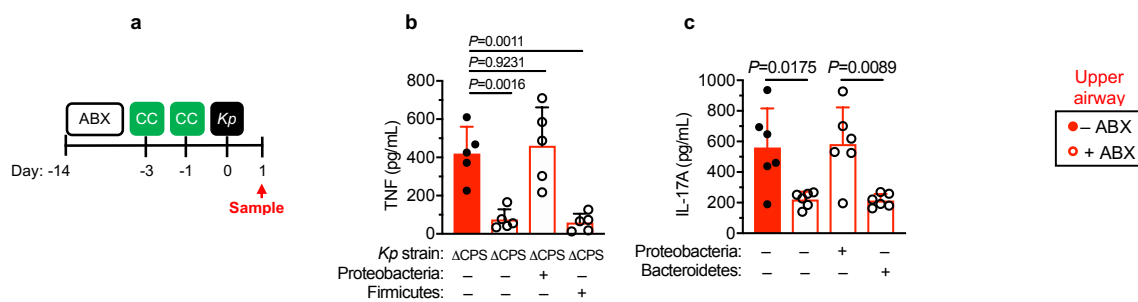 a
ABX CC CC Kp
Day: -14 -3 -1 0 1
Sample
b
P=0.0011
P=0.9231
P=0.0016
TNF (pg/mL)
800
600
400
200
0
Kp strain: ΔCPS ΔCPS ΔCPS ΔCPS
Proteobacteria: – – + –
Firmicutes: – – – +
c
P=0.0175 P=0.0089
IL-17A (pg/mL)
1000
800
600
400
200
0
Proteobacteria: – – + –
Bacteroidetes: – – – +
Upper
airway
– ABX
+ ABX